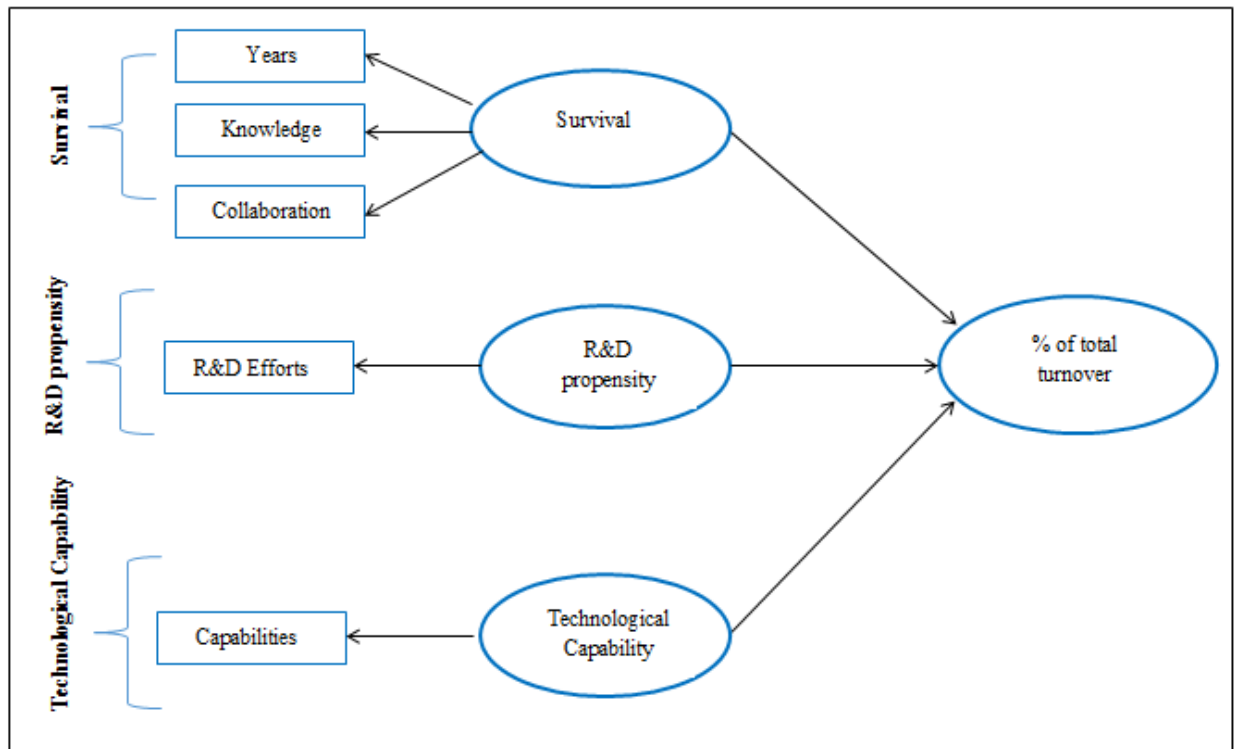 Survival
Years
Knowledge
Collaboration
Survival
R&D propensity
R&D Efforts
R&D
propensity
% of total
turnover
Technological Capability
Capabilities
Technological
Capability